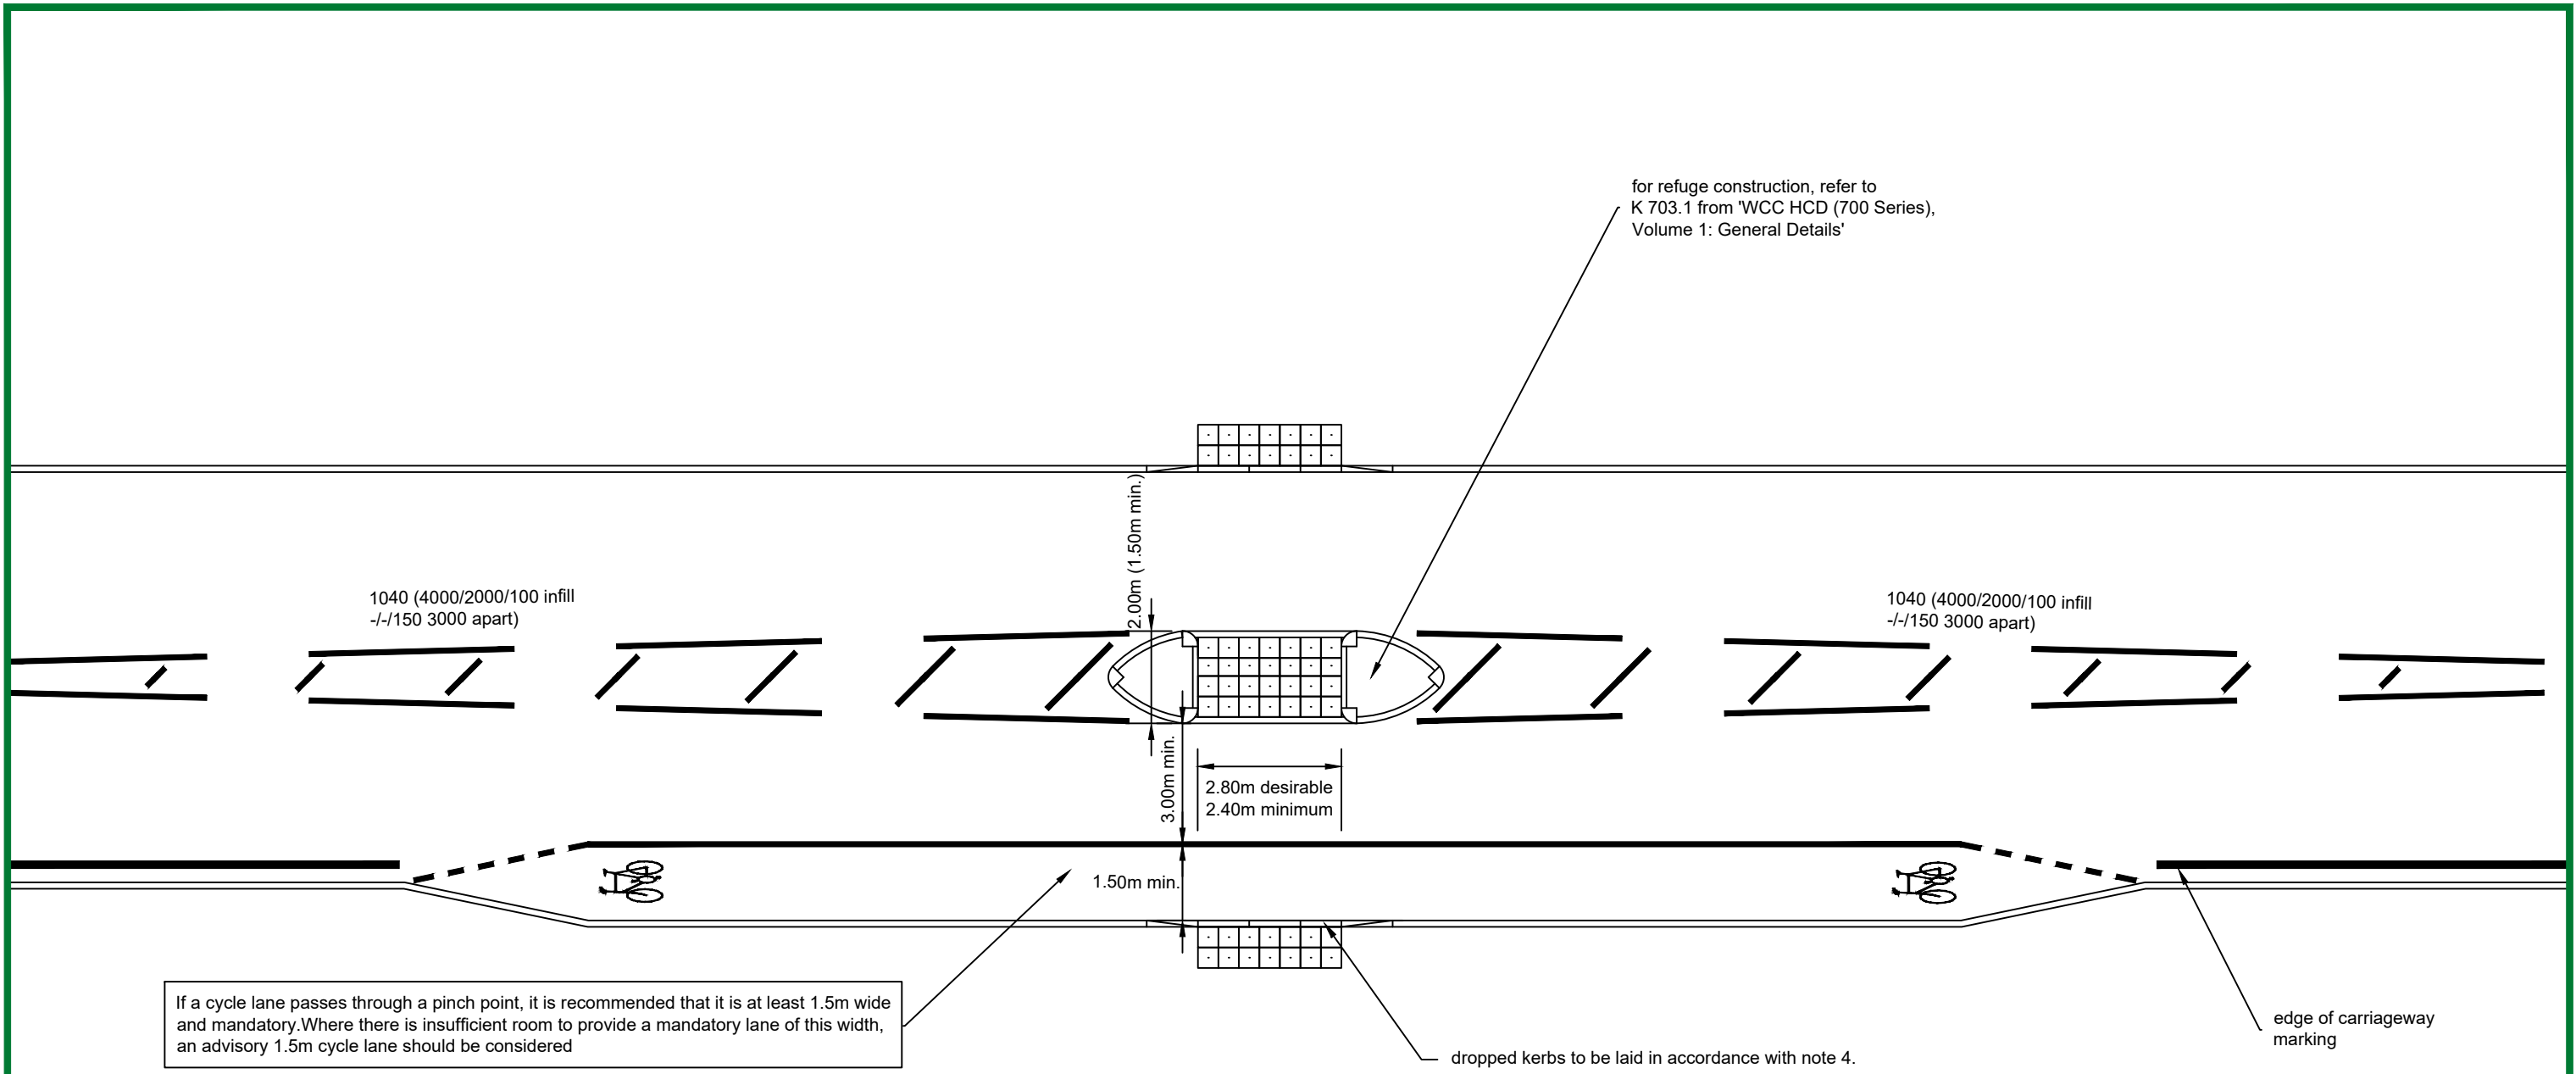 for refuge construction, refer to
K 703.1 from 'WCC HCD (700 Series),
Volume 1: General Details'
2.00m (1.50m min.)
1040 (4000/2000/100 infill
-/-/150 3000 apart)
1040 (4000/2000/100 infill
-/-/150 3000 apart)
3.00m min.
2.80m desirable
2.40m minimum
1.50m min.
If a cycle lane passes through a pinch point, it is recommended that it is at least 1.5m wide
and mandatory.Where there is insufficient room to provide a mandatory lane of this width,
an advisory 1.5m cycle lane should be considered
edge of carriageway
marking
dropped kerbs to be laid in accordance with note 4.